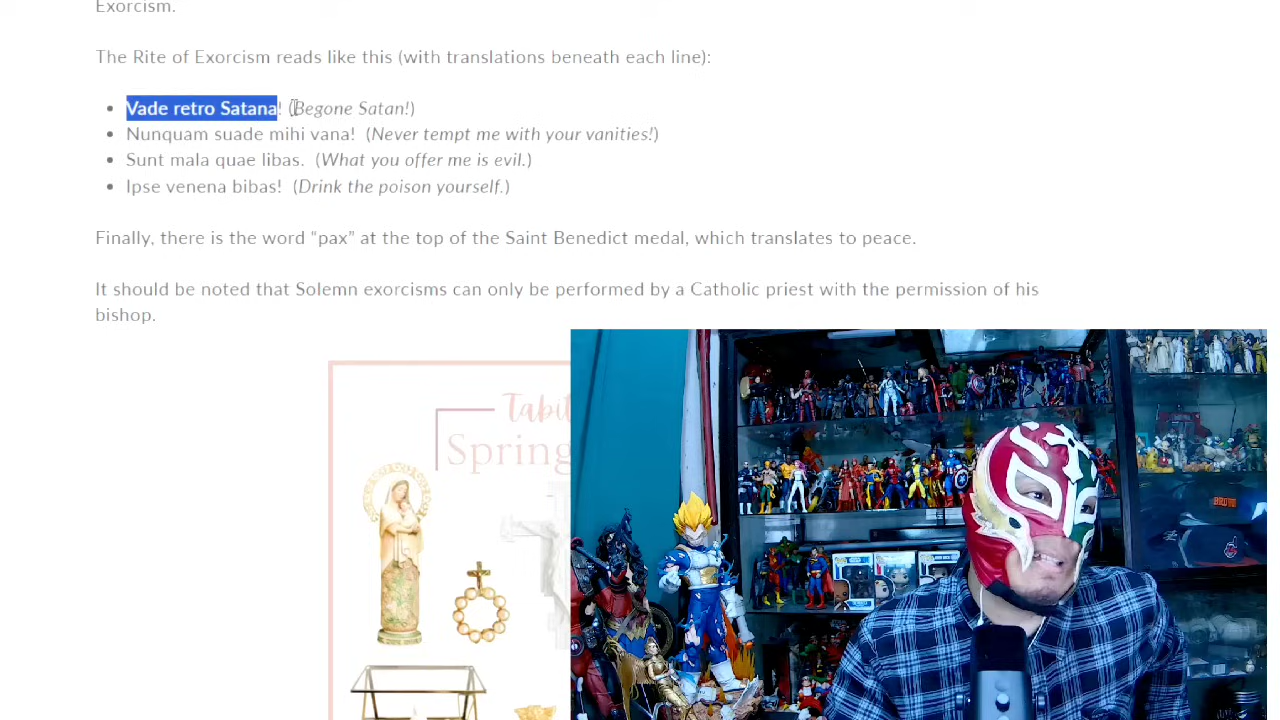 Exorcism.
The Rite of Exorcism reads like this (with translations beneath each line):
Vade retro Satana! (Begone Satan!)
Nunquam suade mihi vana! (Never tempt me with your vanities!)
Sunt mala quae libas. (What you offer me is evil.)
Ipse venena bibas! (Drink the poison yourself.)
Finally, there is the word “pax” at the top of the Saint Benedict medal, which translates to peace.
It should be noted that Solemn exorcisms can only be performed by a Catholic priest with the permission of his
bishop.
Tabit
Spring